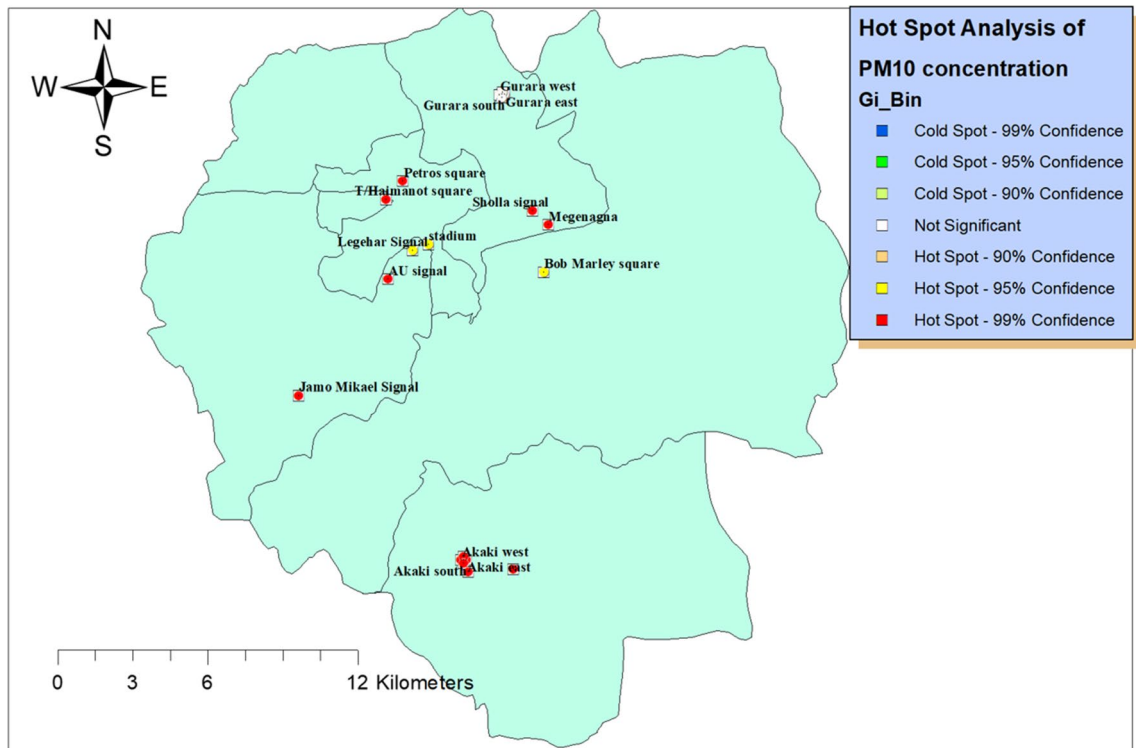 N
W E
S
Hot Spot Analysis of
PM10 concentration
Gi_Bin
Cold Spot - 99% Confidence
Cold Spot - 95% Confidence
Cold Spot - 90% Confidence
Not Significant
Hot Spot - 90% Confidence
Hot Spot - 95% Confidence
Hot Spot - 99% Confidence
Gurara west
Gurara south
Gurara east
Petros square
T/Haimanot square
Sholla signal
Megenagna
Legehar Signal
stadium
Bob Marley square
AU signal
Jamo Mikael Signal
Akaki west
Akaki south
Akaki east
0 3 6 12 Kilometers